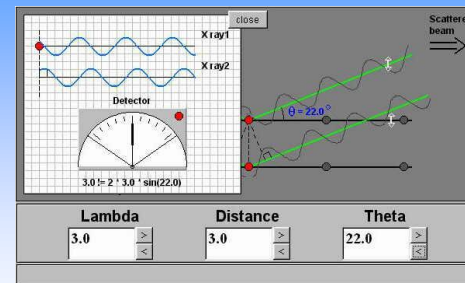 close
Scattere
beam
X ray1
X ray2
Detector
θ = 22.0°
3.0 != 2 * 3.0 * sin(22.0)
Lambda
Distance
Theta
3.0
>
<
3.0
>
<
22.0
>
<